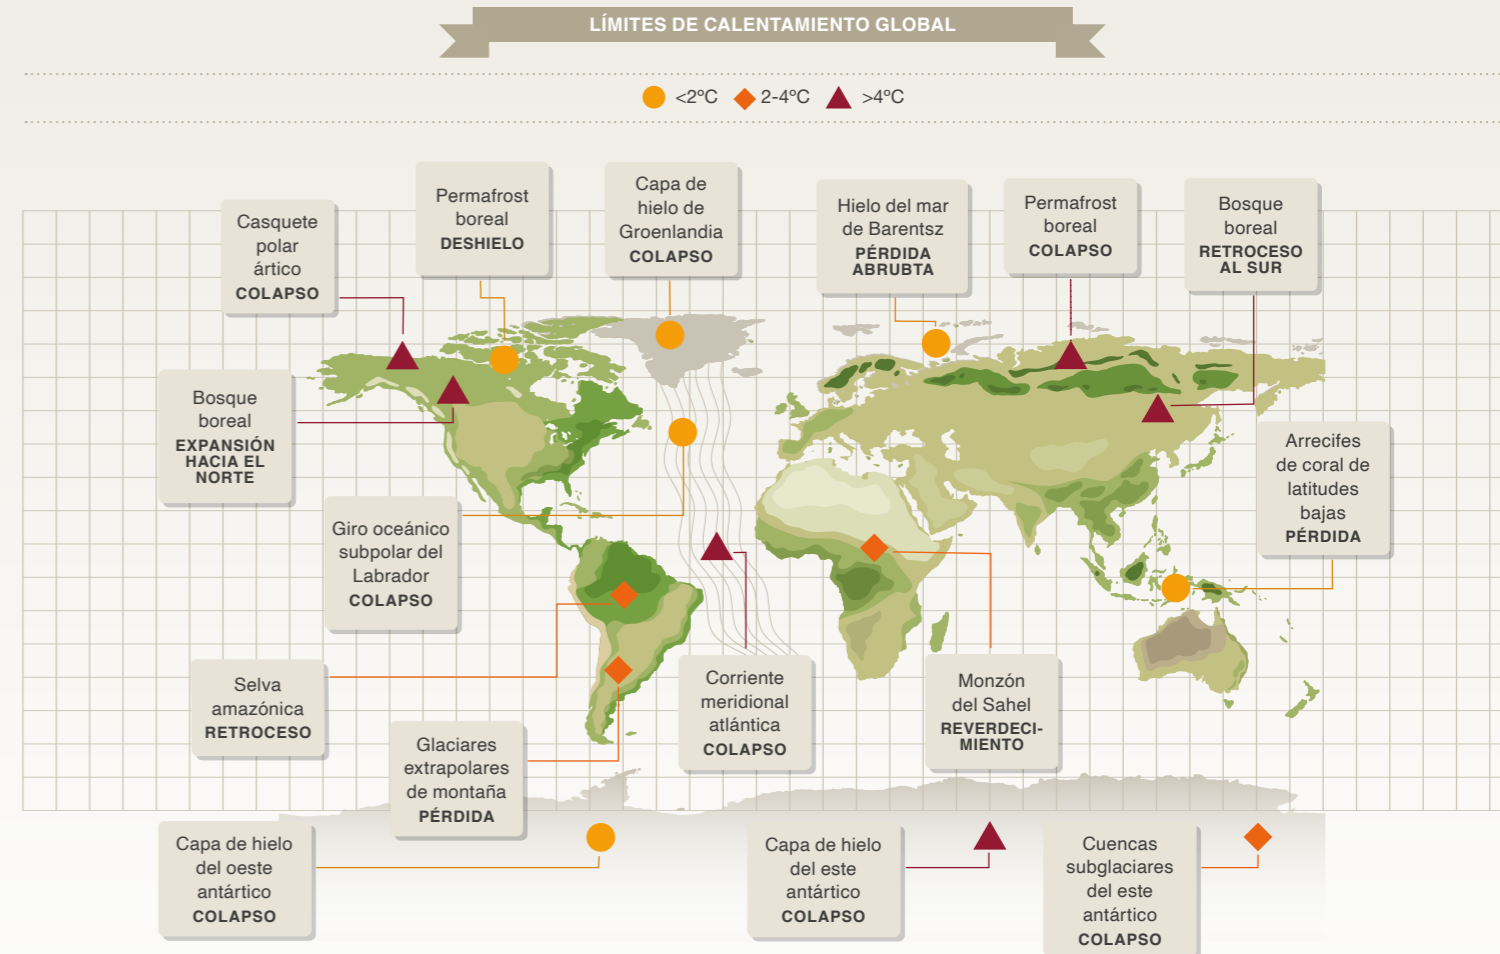 LÍMITES DE CALENTAMIENTO GLOBAL
<2ºC
2-4ºC
>4ºC
Casquete
polar
ártico
COLAPSO
Permafrost
boreal
DESHIELO
Capa de
hielo de
Groenlandia
COLAPSO
Hielo del mar
de Barentsz
PÉRDIDA
ABRUBTA
Permafrost
boreal
COLAPSO
Bosque
boreal
RETROCESO
AL SUR
Bosque
boreal
EXPANSIÓN
HACIA EL
NORTE
Arrecifes
de coral de
latitudes
bajas
PÉRDIDA
Giro oceánico
subpolar del
Labrador
COLAPSO
Selva
amazónica
RETROCESO
Glaciares
extrapolares
de montaña
PÉRDIDA
Corriente
meridional
atlántica
COLAPSO
Monzón
del Sahel
REVERDECI-
MIENTO
Capa de hielo
del oeste
antártico
COLAPSO
Capa de hielo
del este
antártico
COLAPSO
Cuencas
subglaciares
del este
antártico
COLAPSO